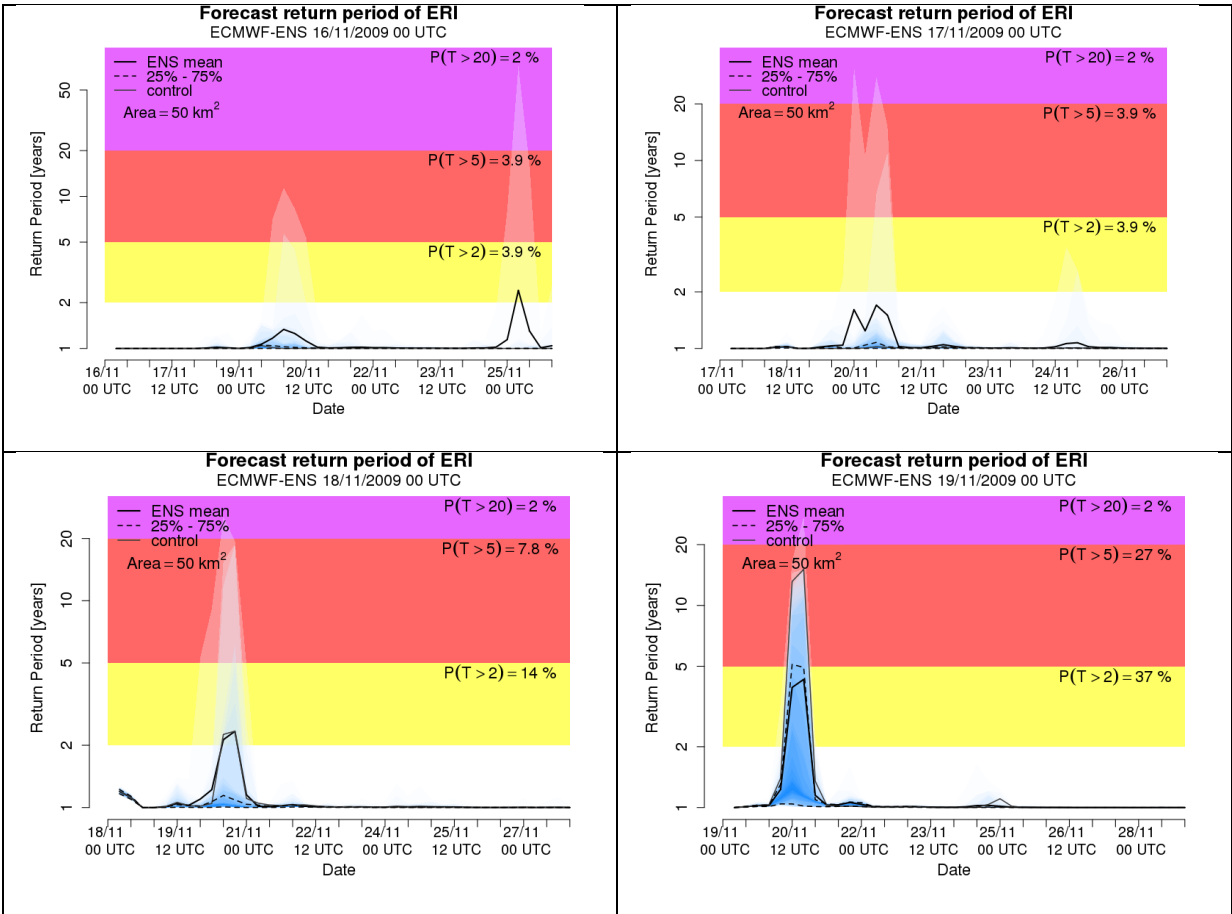 Forecast return period of ERI
ECMWF-ENS 16/11/2009 00 UTC
P(T > 20) = 2 %
ENS mean
25% - 75%
control
Area = 50 km²
P(T > 5) = 3.9 %
P(T > 2) = 3.9 %
Return Period [years]
50
20
10
5
2
1
16/11 17/11 19/11 20/11 22/11 23/11 25/11
00 UTC 12 UTC 00 UTC 12 UTC 00 UTC 12 UTC 00 UTC
Date
Forecast return period of ERI
ECMWF-ENS 17/11/2009 00 UTC
P(T > 20) = 2 %
ENS mean
25% - 75%
control
Area = 50 km²
P(T > 5) = 3.9 %
P(T > 2) = 3.9 %
Return Period [years]
20
10
5
2
1
17/11 18/11 20/11 21/11 23/11 24/11 26/11
00 UTC 12 UTC 00 UTC 12 UTC 00 UTC 12 UTC 00 UTC
Date
Forecast return period of ERI
ECMWF-ENS 18/11/2009 00 UTC
P(T > 20) = 2 %
ENS mean
25% - 75%
control
Area = 50 km²
P(T > 5) = 7.8 %
P(T > 2) = 14 %
Return Period [years]
20
10
5
2
1
18/11 19/11 21/11 22/11 24/11 25/11 27/11
00 UTC 12 UTC 00 UTC 12 UTC 00 UTC 12 UTC 00 UTC
Date
Forecast return period of ERI
ECMWF-ENS 19/11/2009 00 UTC
P(T > 20) = 2 %
ENS mean
25% - 75%
control
Area = 50 km²
P(T > 5) = 27 %
P(T > 2) = 37 %
Return Period [years]
20
10
5
2
1
19/11 20/11 22/11 23/11 25/11 26/11 28/11
00 UTC 12 UTC 00 UTC 12 UTC 00 UTC 12 UTC 00 UTC
Date